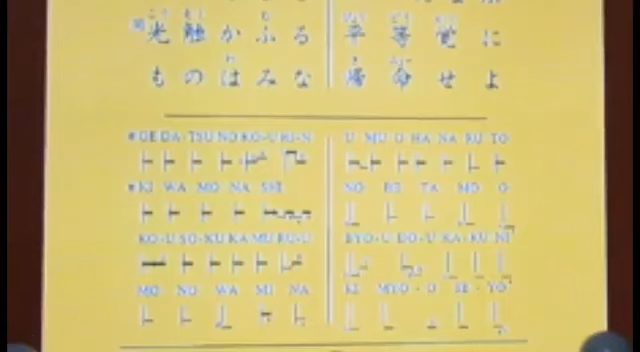 光触かふる
ものはみな
平等覚に
帰命せよ
GE DA-TSU NO KO-U RI-N
KI WA MO NA SHI
KO-U SO-KU KA MU RU-U
MO NO WA MI NA
U MU O HA NA RU TO
NO BE TA MO O
BYO-U DO-U KA-KU NI
KI MYO-O SE-YO